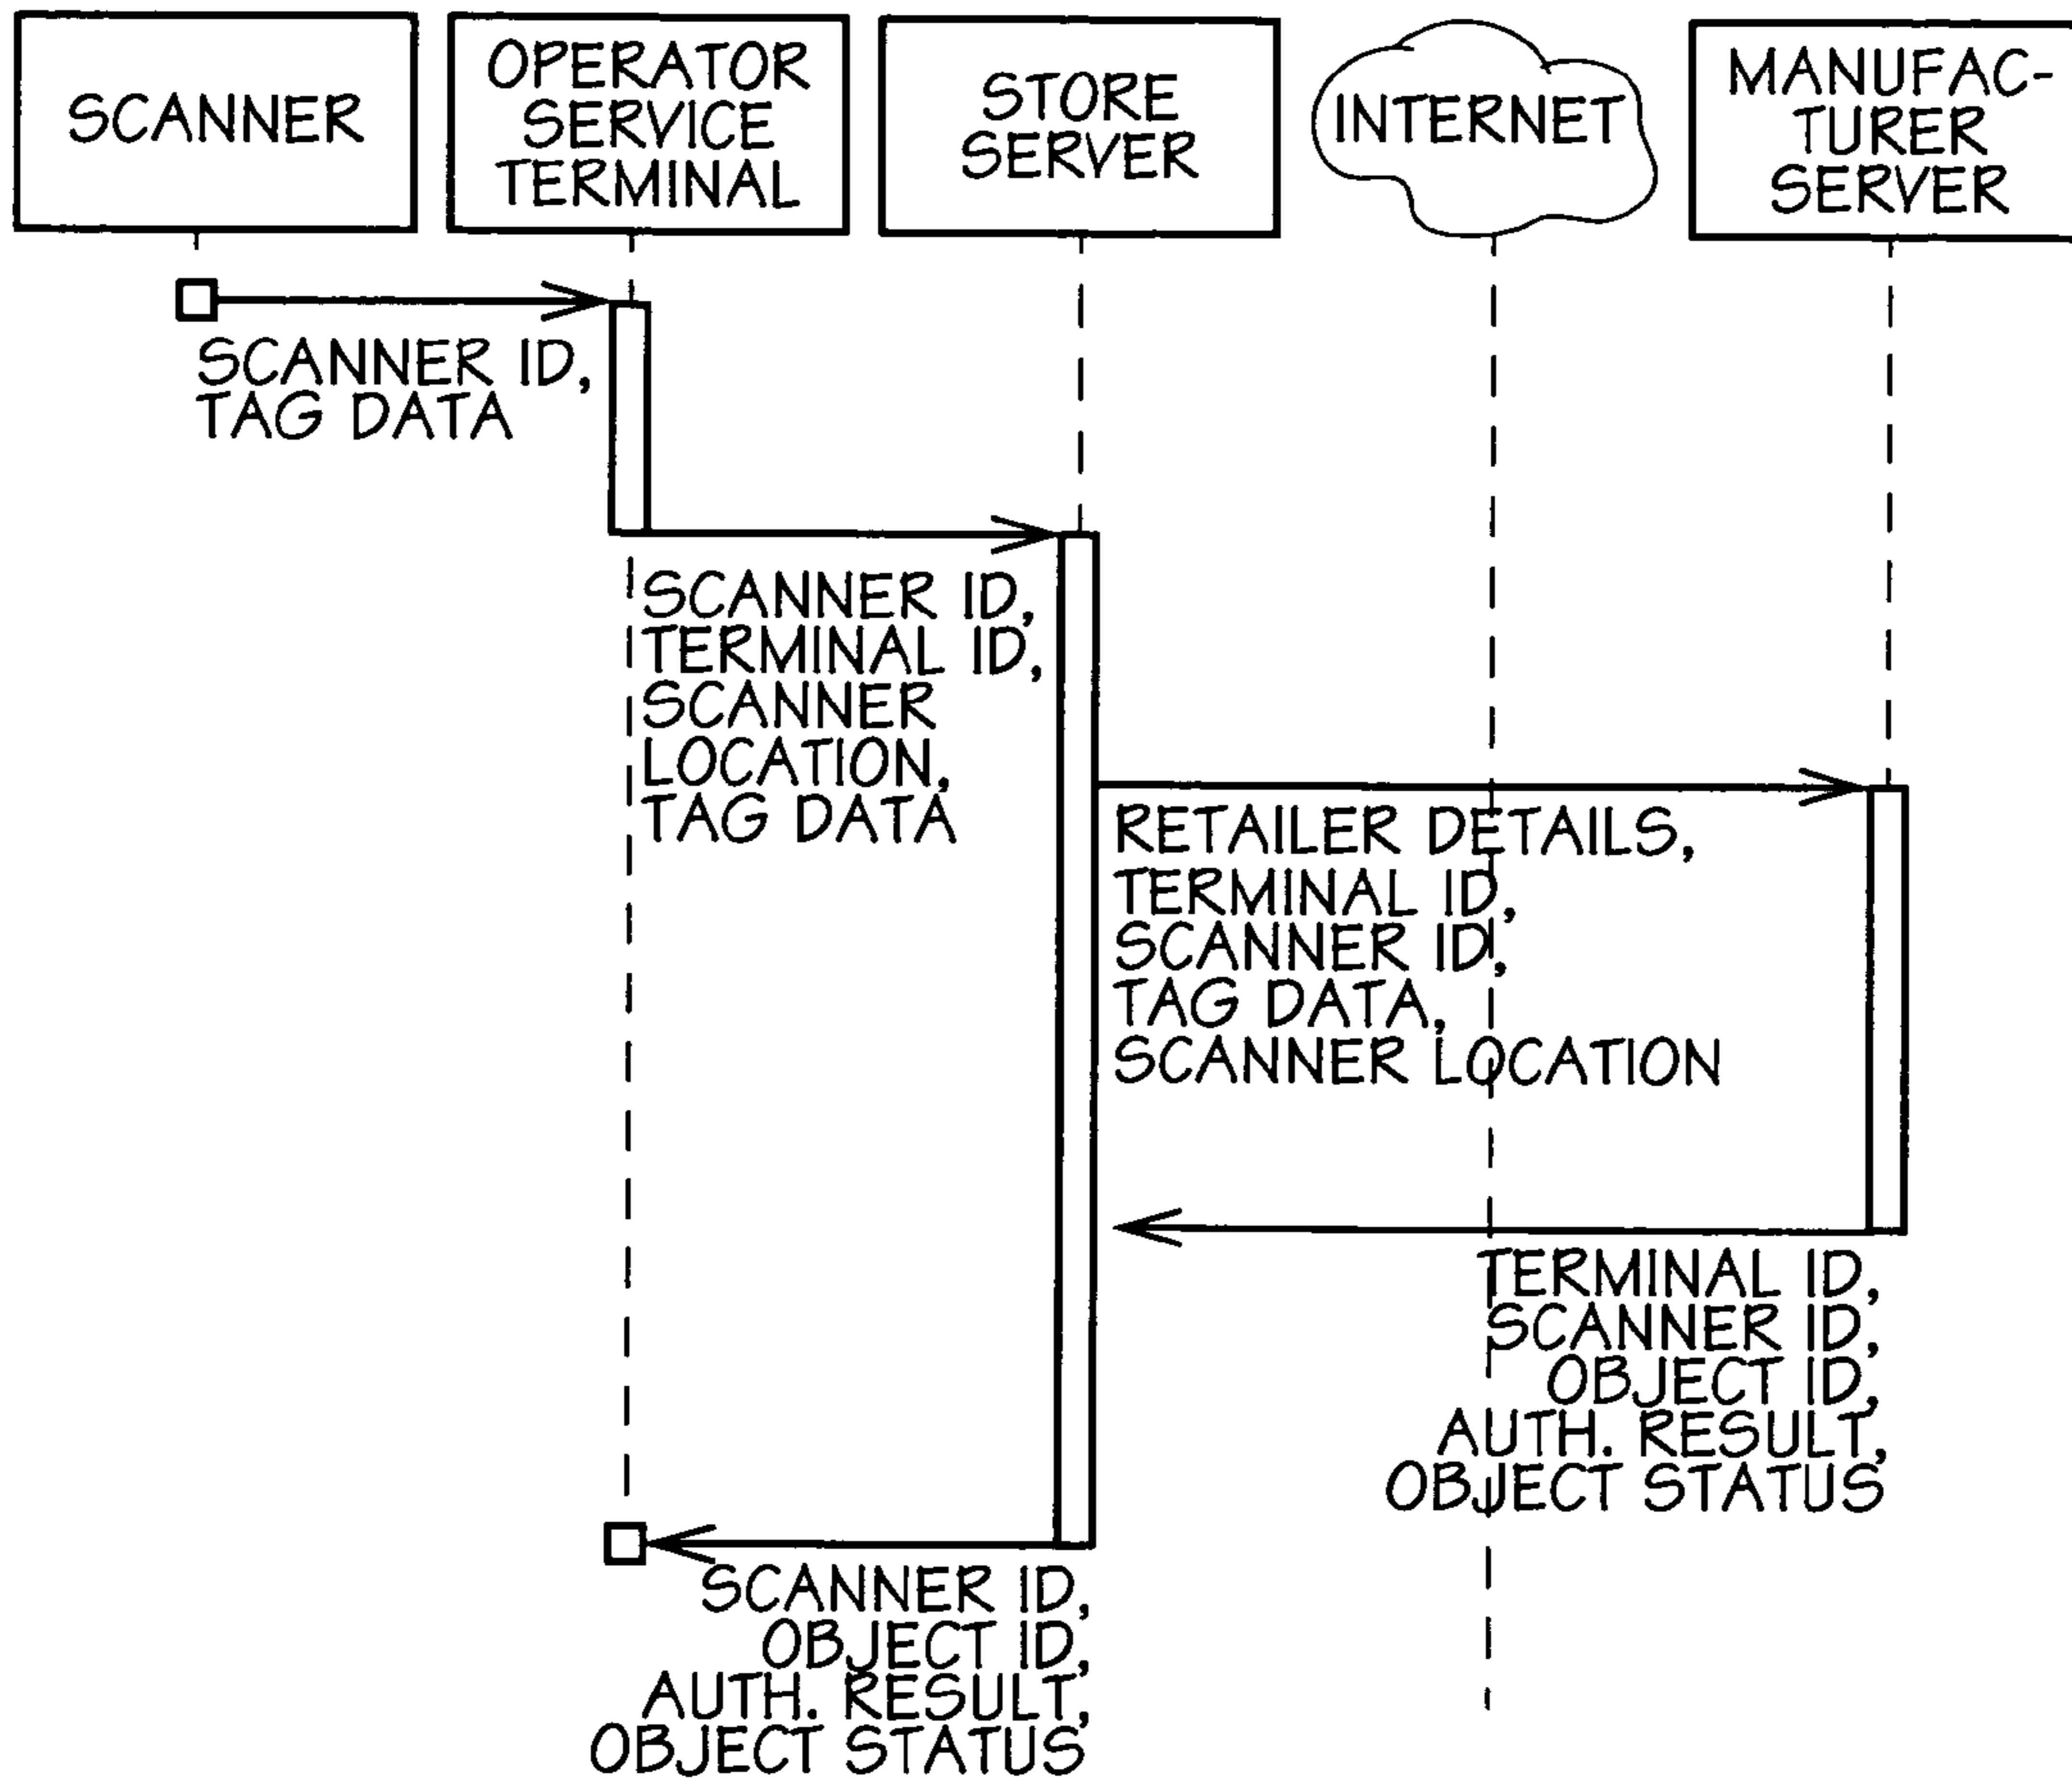 SCANNER
OPERATOR
SERVICE
TERMINAL
STORE
SERVER
INTERNET
MANUFAC-
TURER
SERVER
SCANNER ID,
TAG DATA
SCANNER ID,
TERMINAL ID,
SCANNER
LOCATION,
TAG DATA
RETAILER DETAILS,
TERMINAL ID,
SCANNER ID,
TAG DATA,
SCANNER LOCATION
TERMINAL ID,
SCANNER ID,
OBJECT ID,
AUTH. RESULT,
OBJECT STATUS
SCANNER ID,
OBJECT ID,
AUTH. RESULT,
OBJECT STATUS